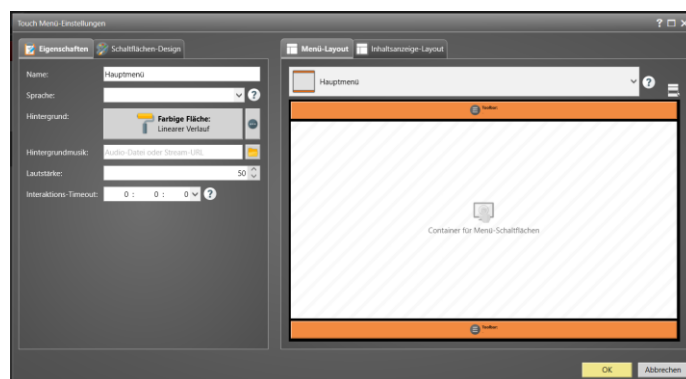 Touch Menü-Einstellungen
Eigenschaften
Schaltflächen-Design
Name:
Hauptmenü
Sprache:
Hintergrund:
Farbige Fläche:
Linearer Verlauf
Hintergrundmusik:
Audio-Datei oder Stream-URL
Lautstärke:
50
Interaktions-Timeout:
0 : 0 : 0
Menü-Layout
Inhaltsanzeige-Layout
Hauptmenü
Toolbar:
Container für Menü-Schaltflächen
Toolbar:
OK
Abbrechen